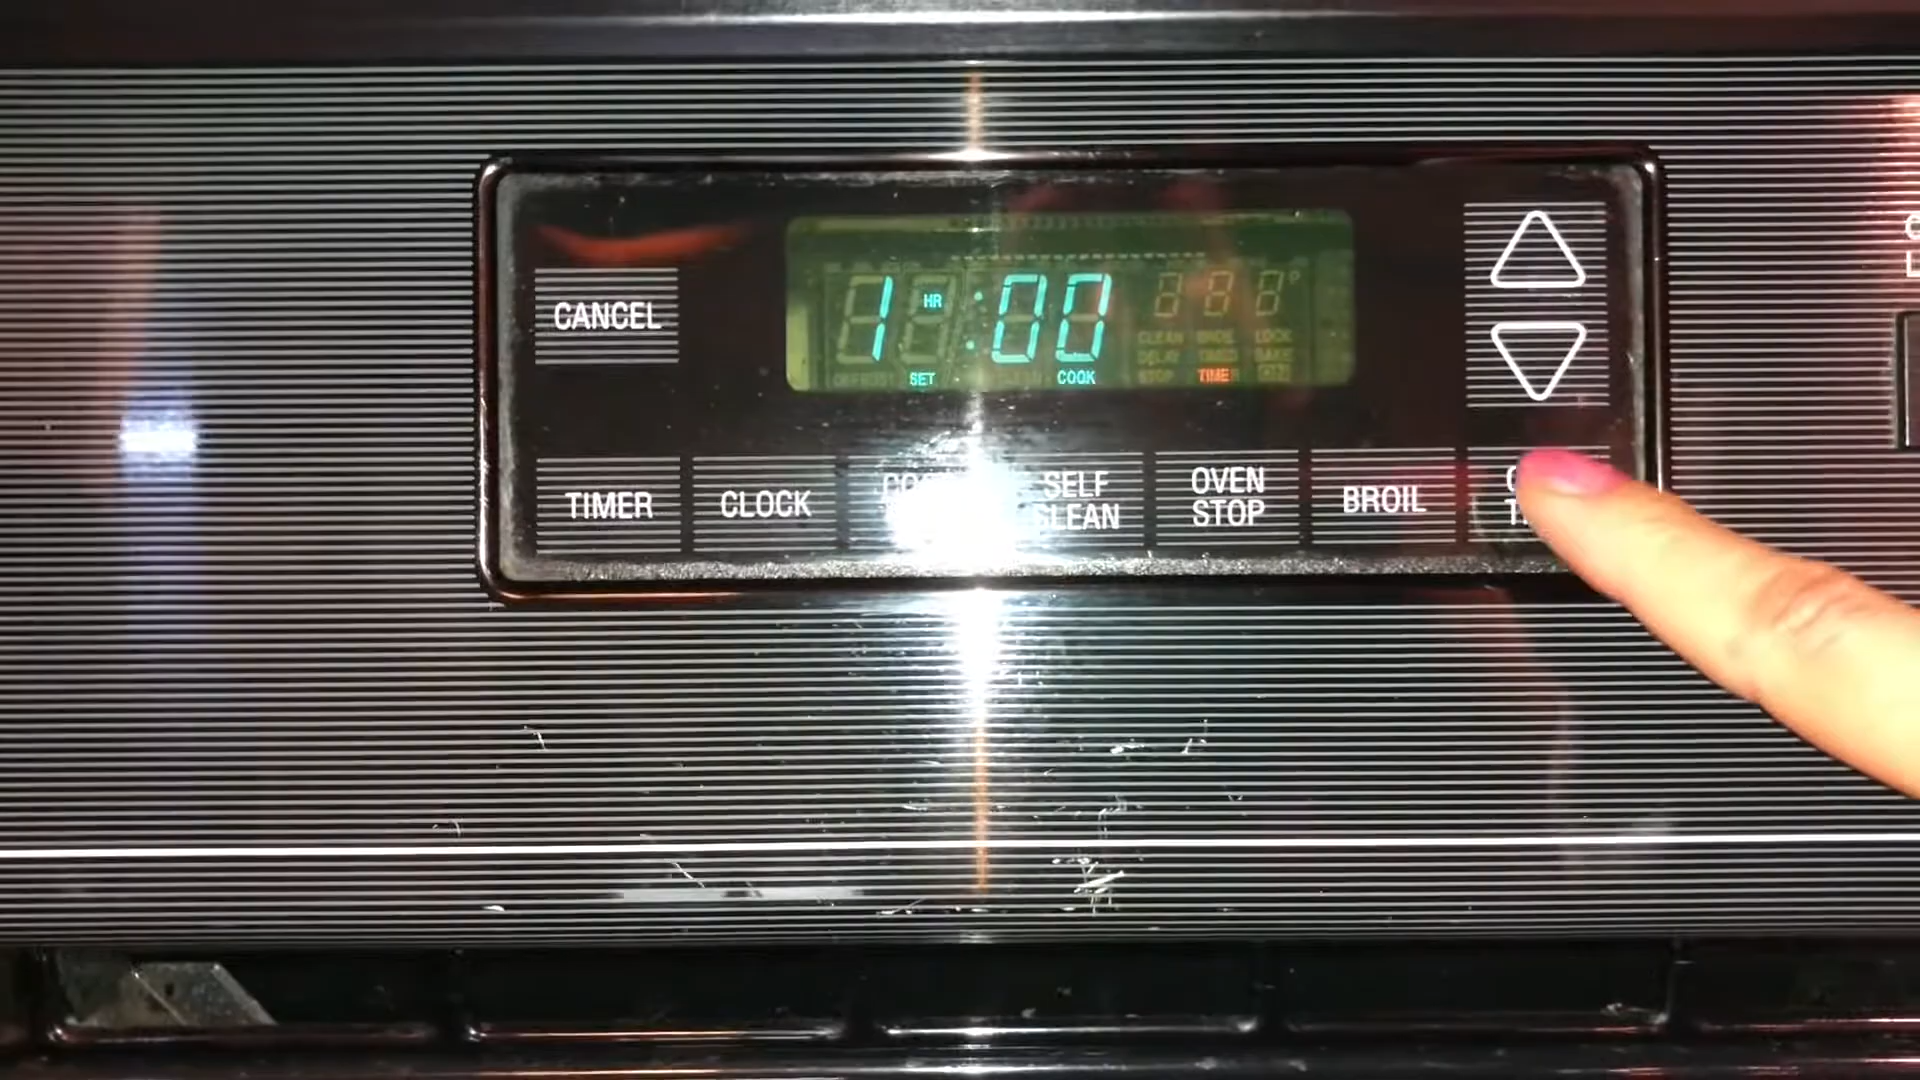 CANCEL
1 HR :00
SET COOK TIME
CLEAN BROIL LOCK
DELAY TIMED BAKE
STOP
TIMER
CLOCK
SELF
CLEAN
OVEN
STOP
BROIL